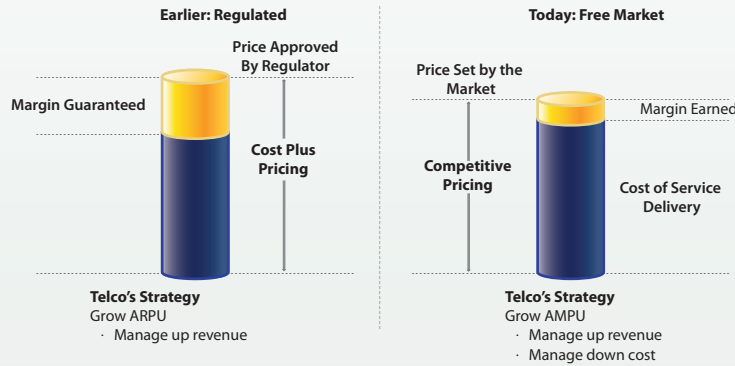 Earlier: Regulated
Price Approved
By Regulator
Margin Guaranteed
Cost Plus
Pricing
Telco's Strategy
Grow ARPU
· Manage up revenue
Today: Free Market
Price Set by the
Market
Margin Earned
Competitive
Pricing
Cost of Service
Delivery
Telco's Strategy
Grow AMPU
· Manage up revenue
· Manage down cost